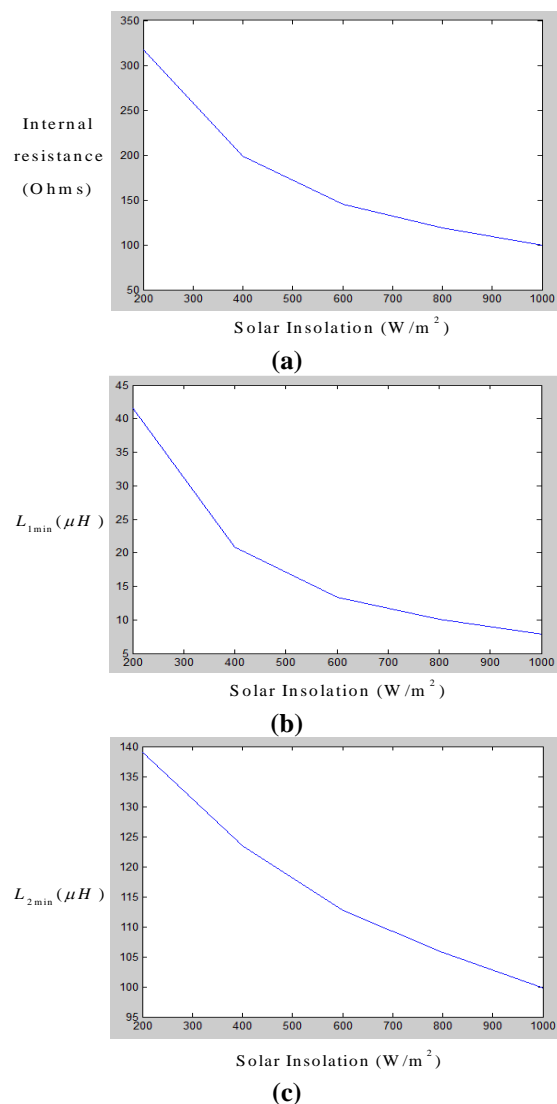 350
300
250
200
150
100
50
Internal
resistance
(Ohms)
200 300 400 500 600 700 800 900 1000
Solar Insolation (W/m²)
(a)
45
40
35
30
25
20
15
10
5
L₁ₘᵢₙ(μH)
200 300 400 500 600 700 800 900 1000
Solar Insolation (W/m²)
(b)
140
135
130
125
120
115
110
105
100
95
L₂ₘᵢₙ(μH)
200 300 400 500 600 700 800 900 1000
Solar Insolation (W/m²)
(c)